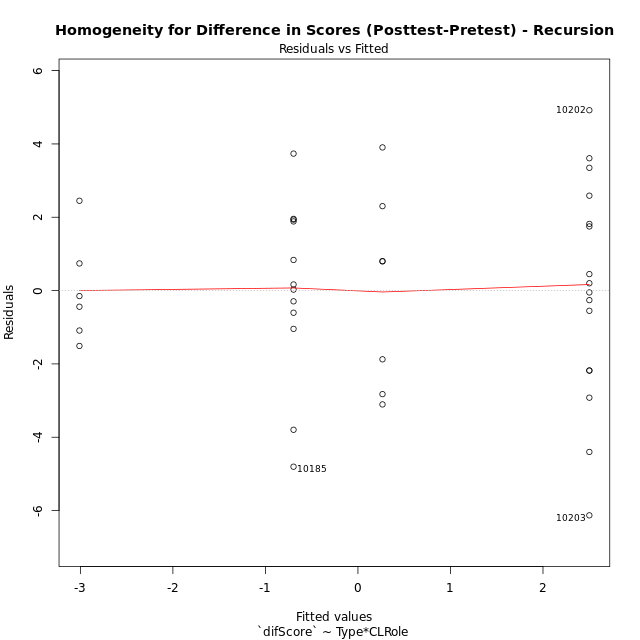 Homogeneity for Difference in Scores (Posttest-Pretest) - Recursion
Residuals vs Fitted
6
4
2
0
-2
-4
-6
Residuals
10202
10185
10203
-3 -2 -1 0 1 2
Fitted values
`difScore` ~ Type*CLRole